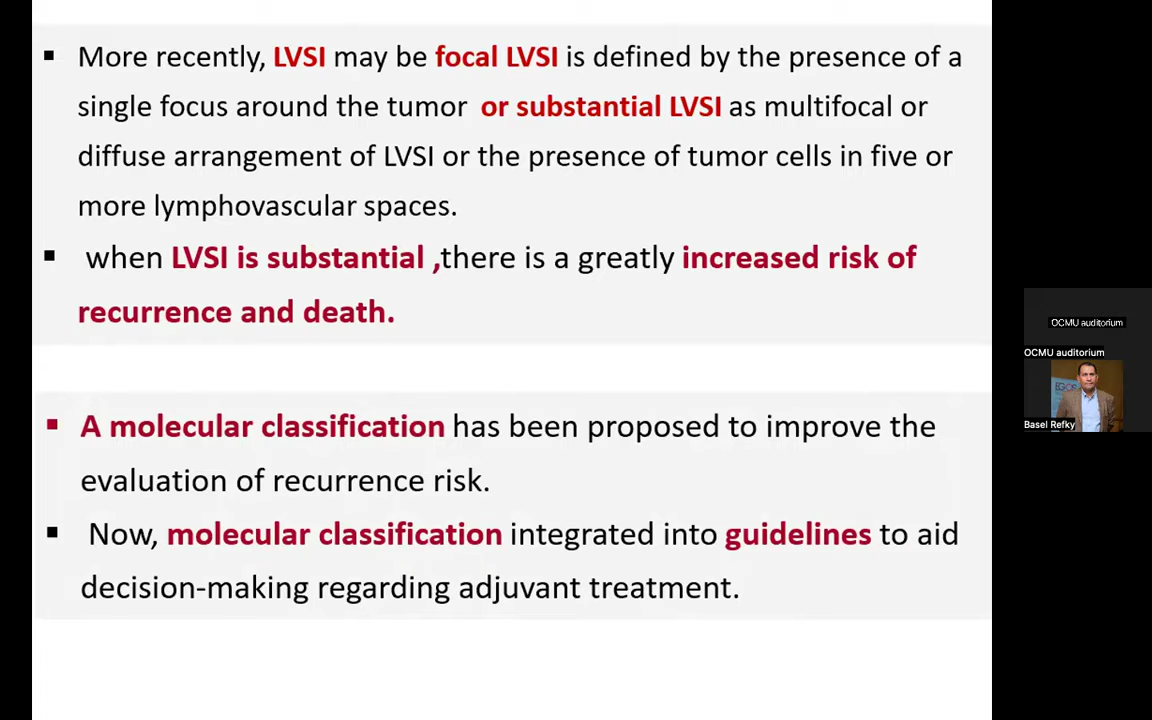 ▪ More recently, LVSI may be focal LVSI is defined by the presence of a
single focus around the tumor or substantial LVSI as multifocal or
diffuse arrangement of LVSI or the presence of tumor cells in five or
more lymphovascular spaces.
▪ when LVSI is substantial ,there is a greatly increased risk of
recurrence and death.
▪ A molecular classification has been proposed to improve the
evaluation of recurrence risk.
▪ Now, molecular classification integrated into guidelines to aid
decision-making regarding adjuvant treatment.
OCMU auditorium
OCMU auditorium
Basel Refky